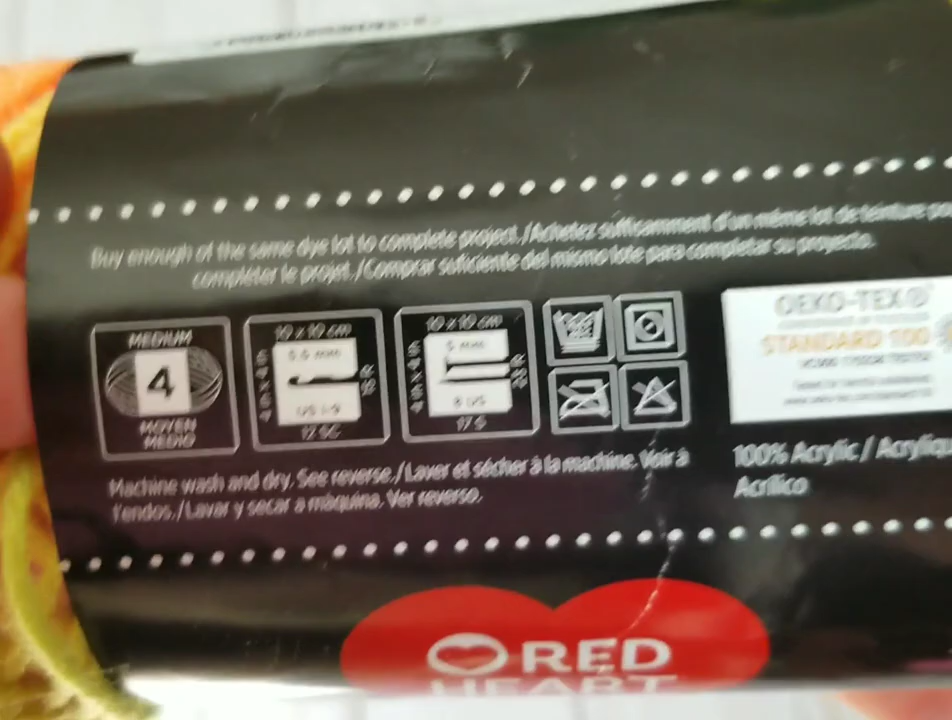 Buy enough of the same dye lot to complete project./Achetez suffisamment d'un même lot de teinture
compléter le projet./Comprar suficiente del mismo lote para completar su proyecto.
MEDIUM
4
MOYEN
MEDIO
10 x 10 cm
5.5 mm
US I-9
12 SC
10 x 10 cm
5 mm
8 US
17 S
OEKO-TEX®
STANDARD 100
100% Acrylic / Acrylique
Acrílico
Machine wash and dry. See reverse./Laver et sécher à la machine. Voir à
l'endos./Lavar y secar a máquina. Ver reverso.
RED
HEART